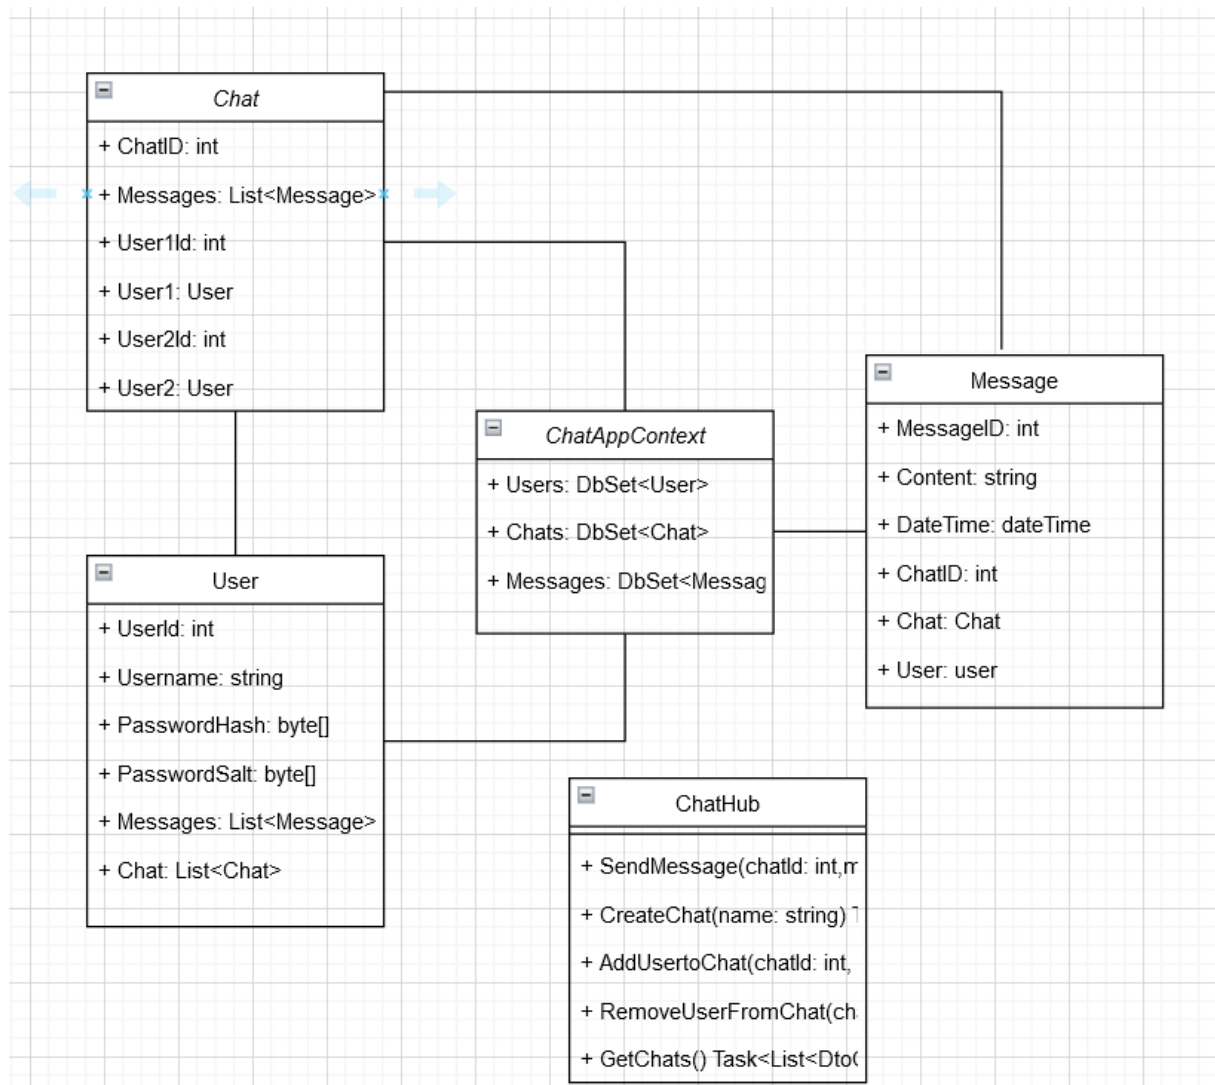 Chat
+ ChatID: int
+ Messages: List<Message>
+ User1Id: int
+ User1: User
+ User2Id: int
+ User2: User
Message
+ MessageID: int
+ Content: string
+ DateTime: dateTime
+ ChatID: int
+ Chat: Chat
+ User: user
ChatAppContext
+ Users: DbSet<User>
+ Chats: DbSet<Chat>
+ Messages: DbSet<Messag
User
+ UserId: int
+ Username: string
+ PasswordHash: byte[]
+ PasswordSalt: byte[]
+ Messages: List<Message>
+ Chat: List<Chat>
ChatHub
+ SendMessage(chatId: int,m
+ CreateChat(name: string)
+ AddUsertoChat(chatId: int,
+ RemoveUserFromChat(ch
+ GetChats() Task<List<Dto